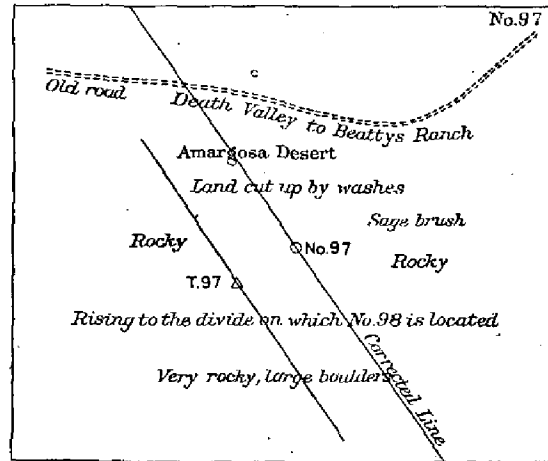 No.97
Old road Death Valley to Beattys Ranch
Amargosa Desert
Land cut up by washes
Sage brush
Rocky
No.97
Rocky
T.97
Rising to the divide on which No.98 is located
Very rocky, large boulders
Corrected Line